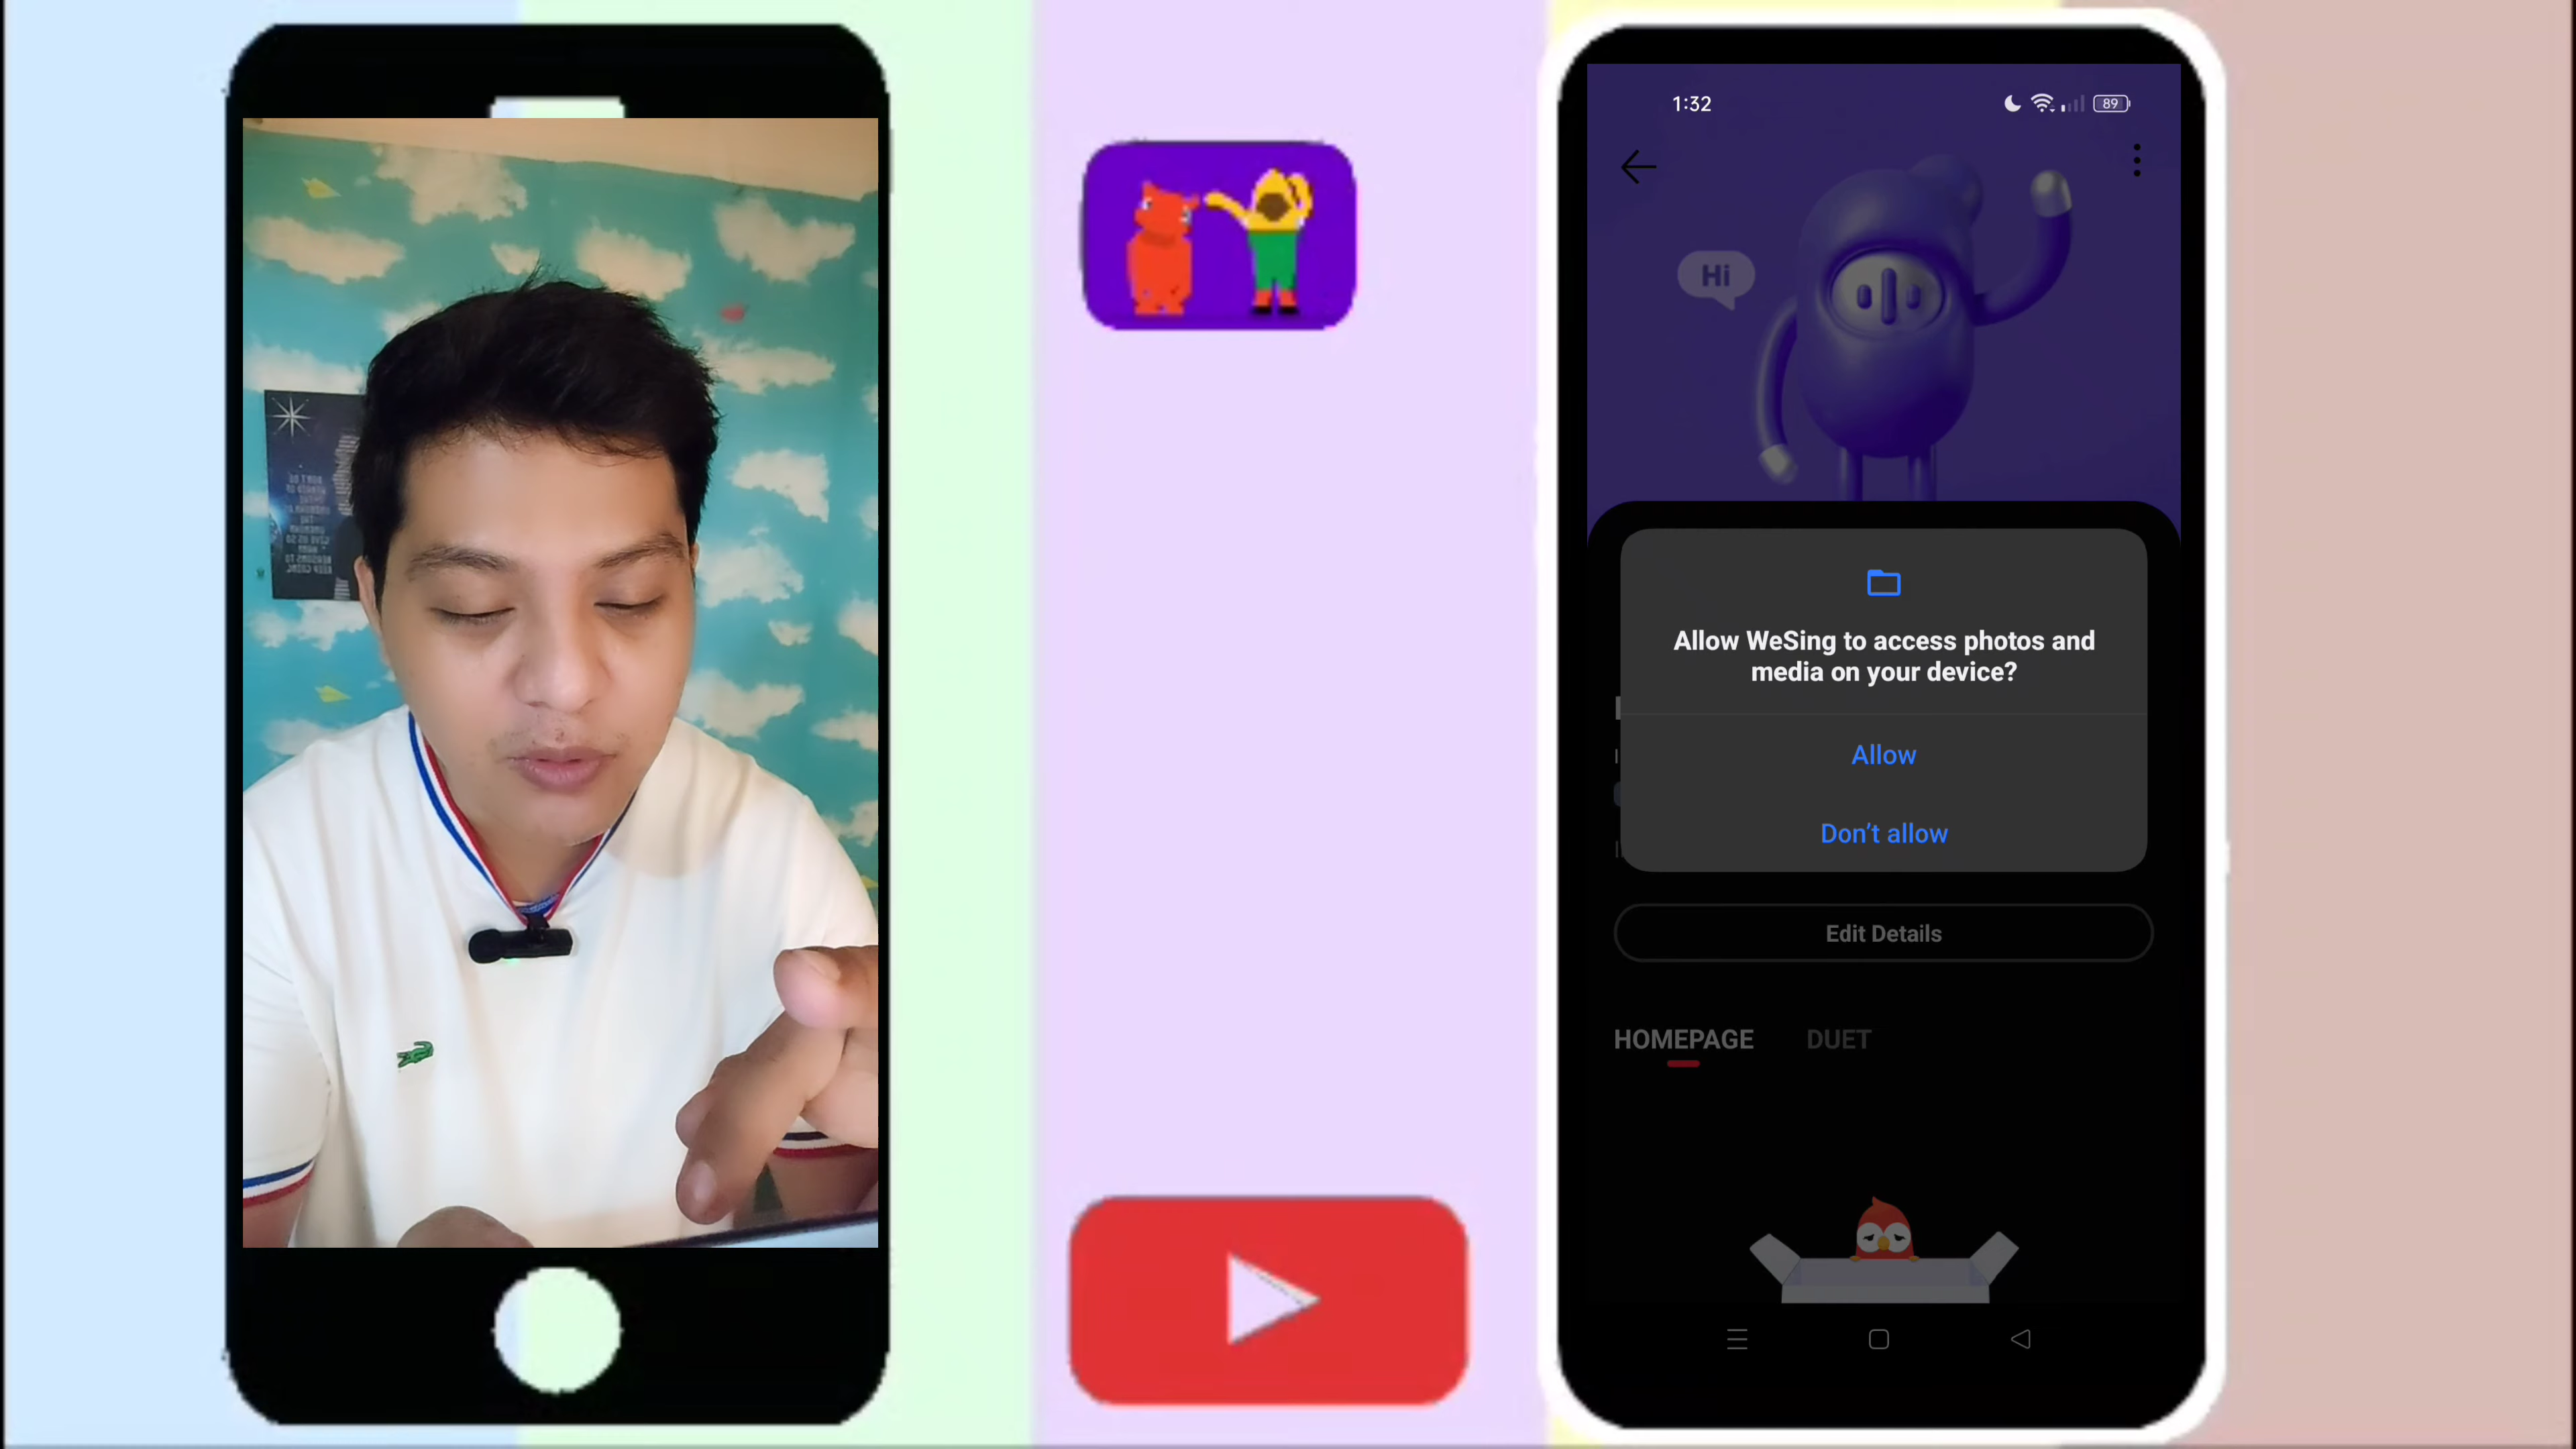 1:32
89
Hi
Allow WeSing to access photos and
media on your device?
Allow
Don’t allow
Edit Details
HOMEPAGE DUET